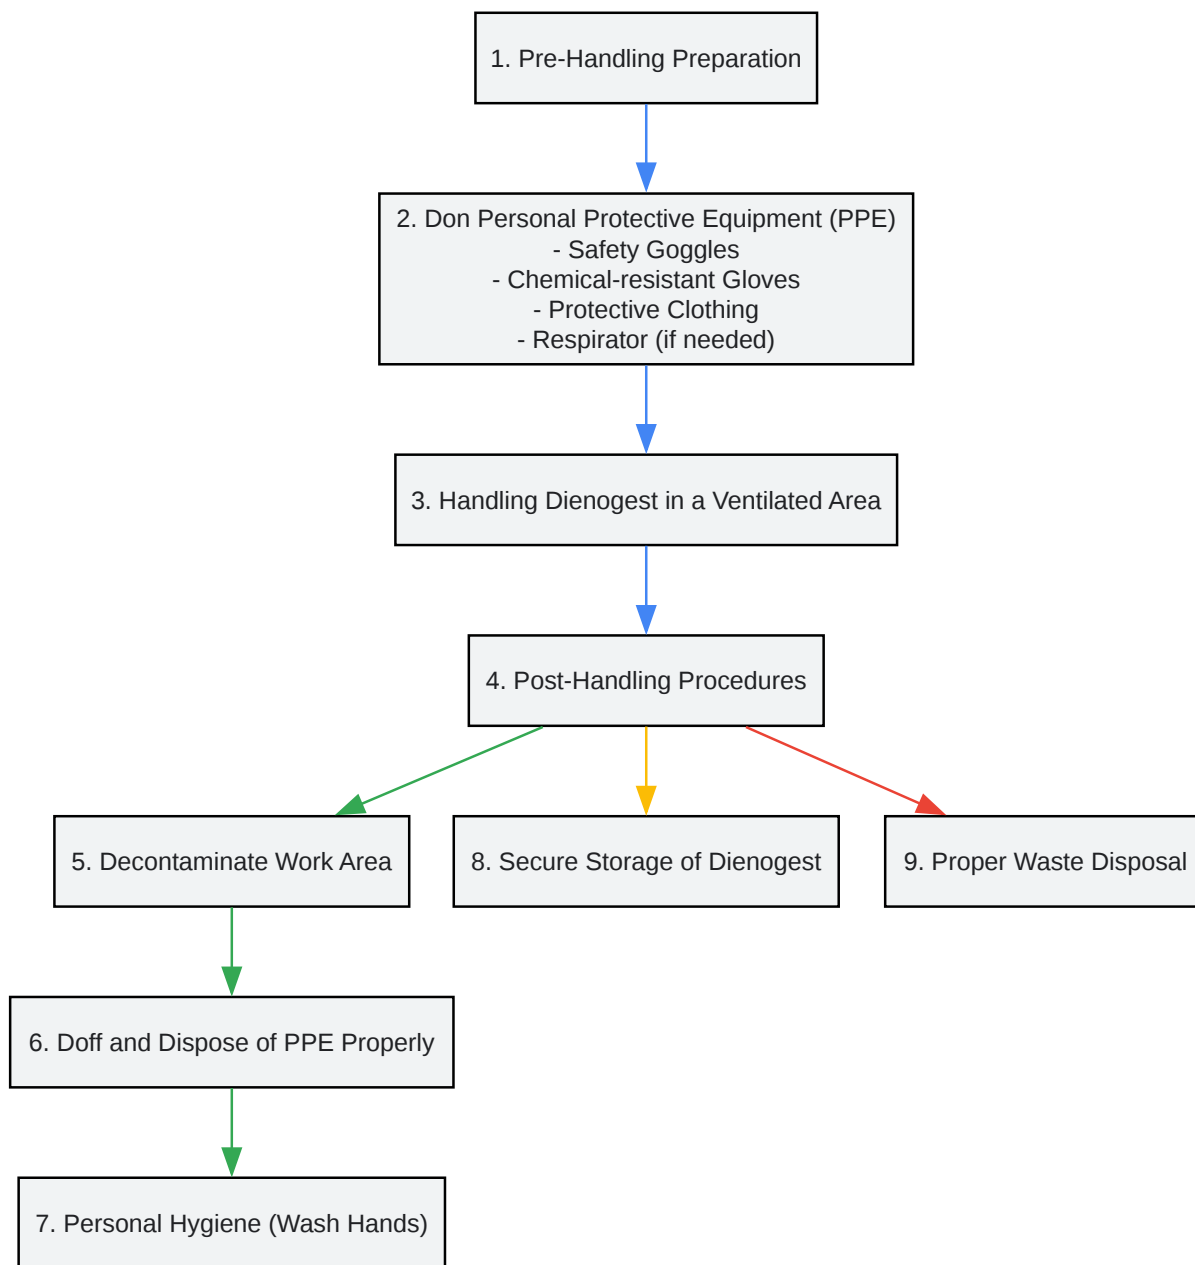 1. Pre-Handling Preparation
2. Don Personal Protective Equipment (PPE)
- Safety Goggles
- Chemical-resistant Gloves
- Protective Clothing
- Respirator (if needed)
3. Handling Dienogest in a Ventilated Area
4. Post-Handling Procedures
5. Decontaminate Work Area
8. Secure Storage of Dienogest
9. Proper Waste Disposal
6. Doff and Dispose of PPE Properly
7. Personal Hygiene (Wash Hands)